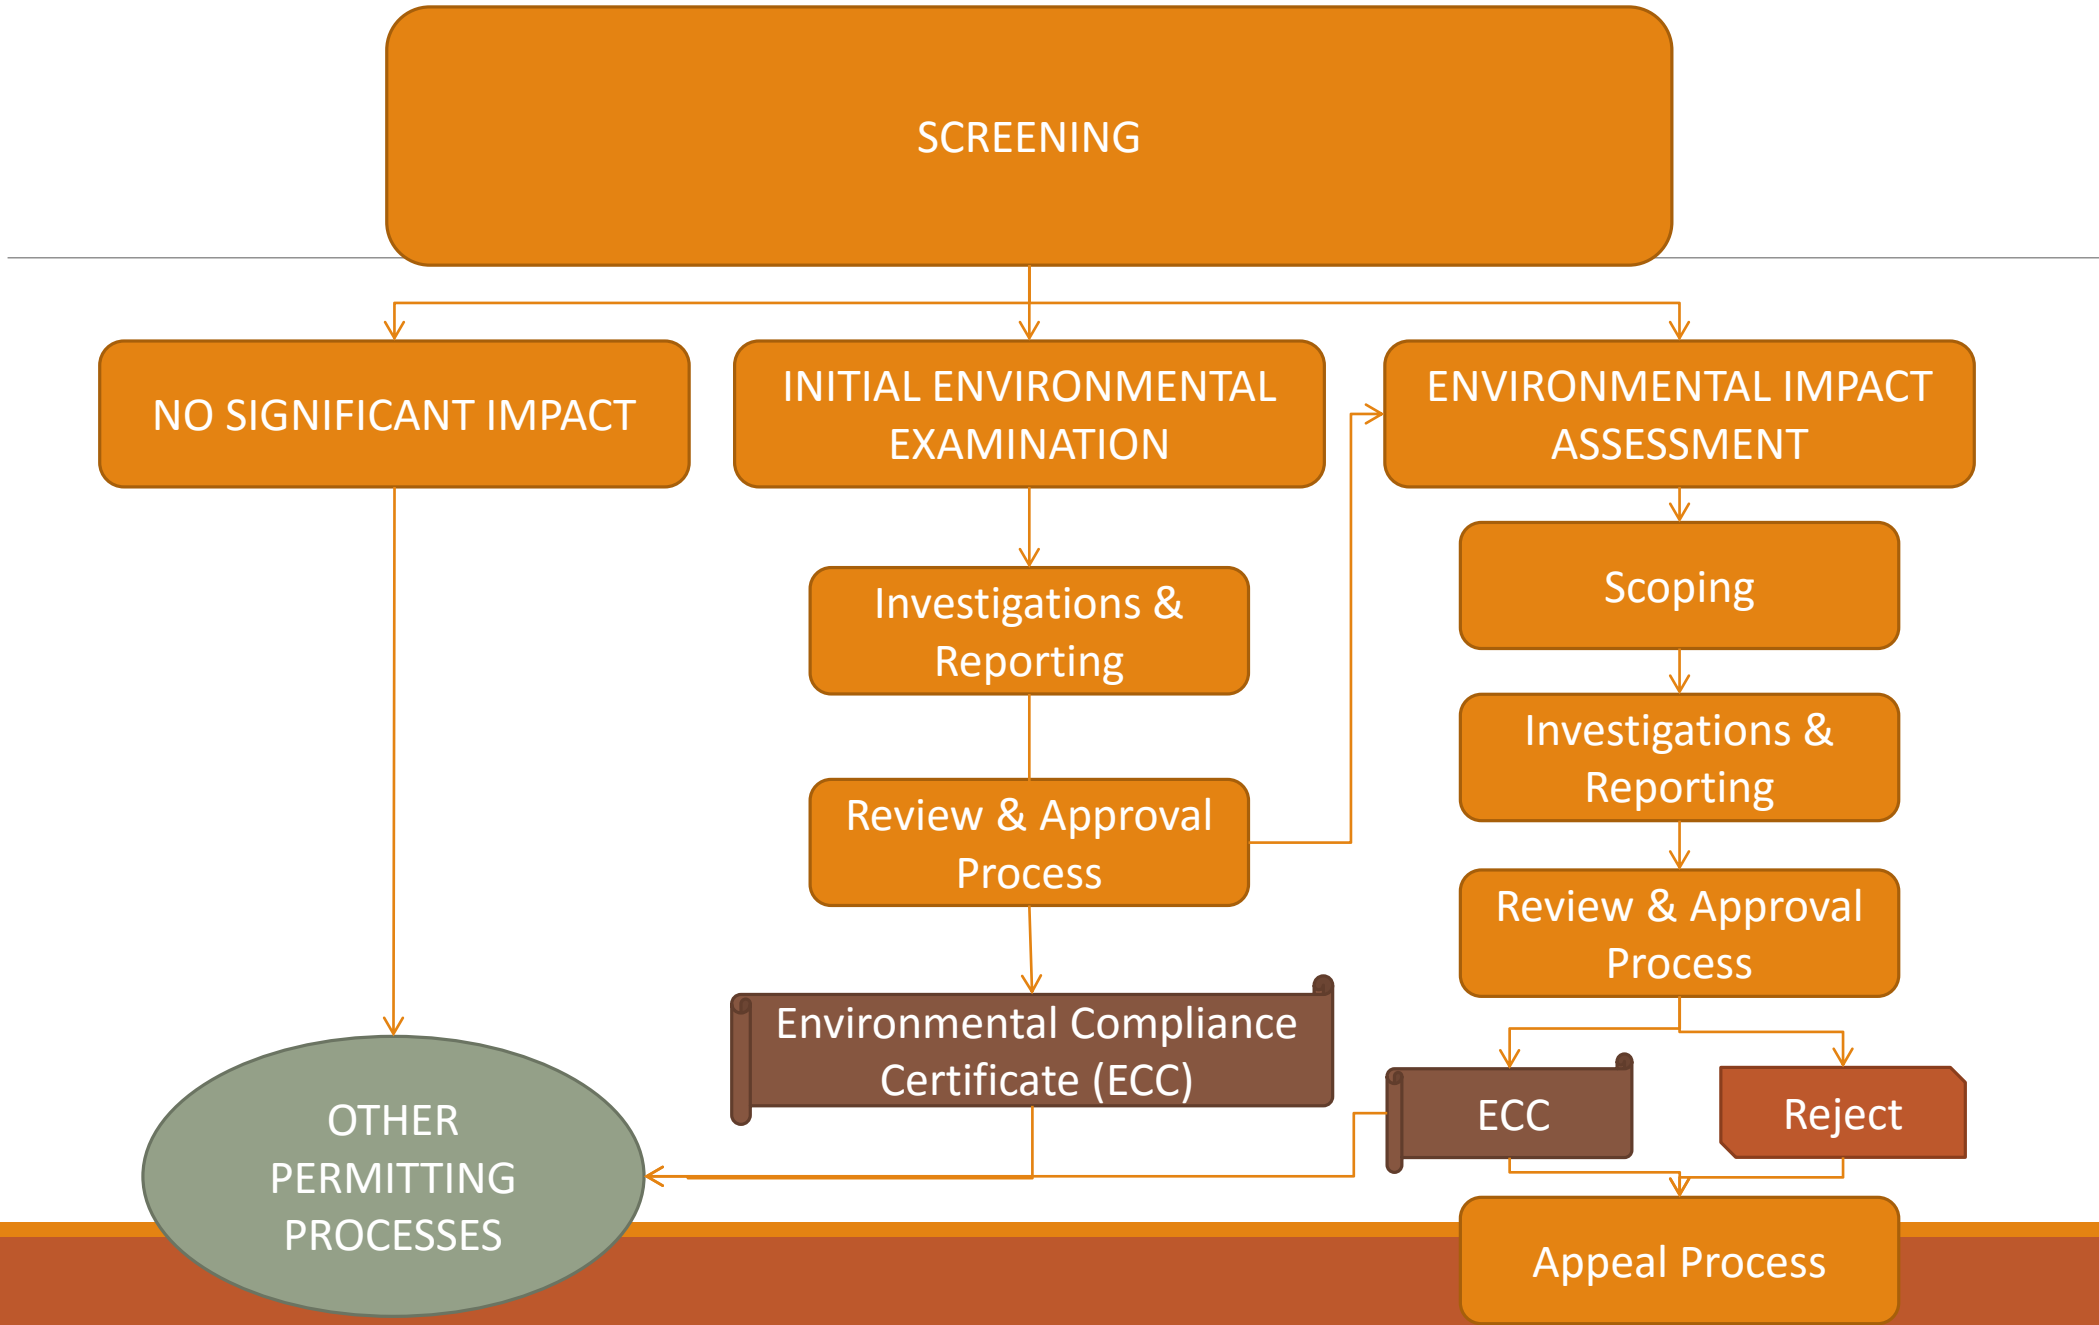 SCREENING
NO SIGNIFICANT IMPACT
INITIAL ENVIRONMENTAL
EXAMINATION
ENVIRONMENTAL IMPACT
ASSESSMENT
Investigations &
Reporting
Review & Approval
Process
Environmental Compliance
Certificate (ECC)
Scoping
Investigations &
Reporting
Review & Approval
Process
ECC
Reject
Appeal Process
OTHER
PERMITTING
PROCESSES